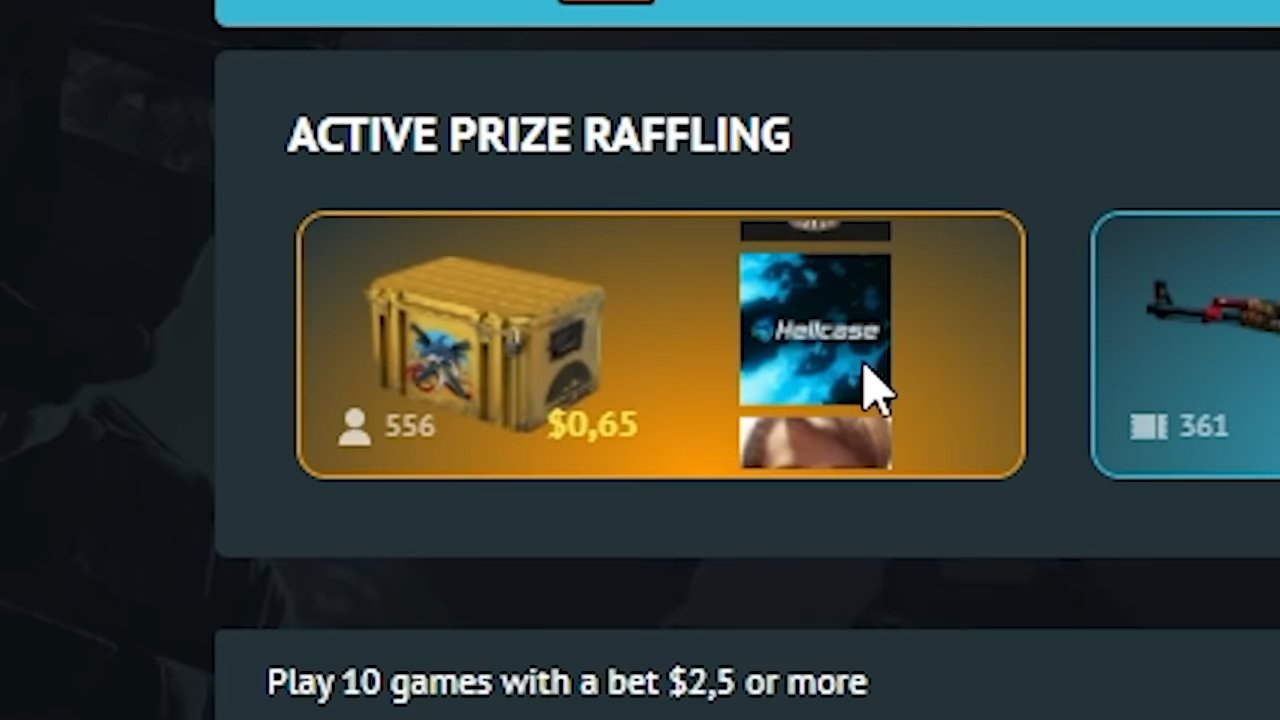 ACTIVE PRIZE RAFFLING
Hellcase
556
$0,65
361
Play 10 games with a bet $2,5 or more